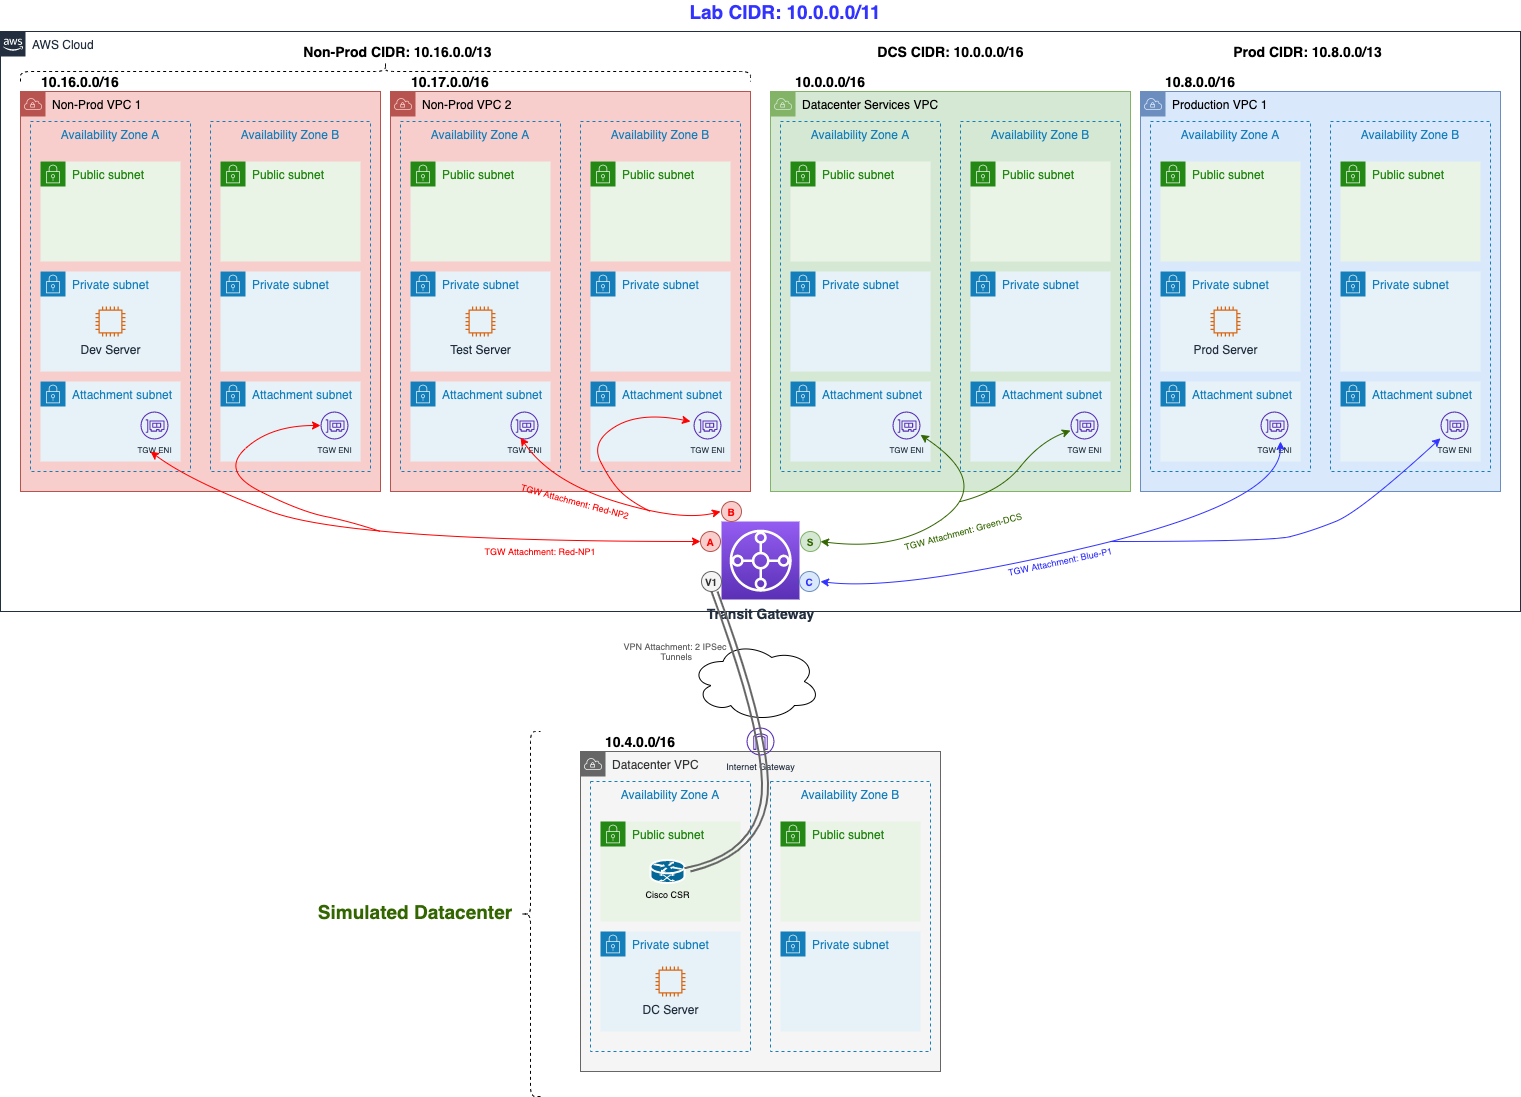 Lab CIDR: 10.0.0.0/11
aws
AWS Cloud
Non-Prod CIDR: 10.16.0.0/13
DCS CIDR: 10.0.0.0/16
Prod CIDR: 10.8.0.0/13
10.16.0.0/16
10.17.0.0/16
10.0.0.0/16
10.8.0.0/16
Non-Prod VPC 1
Non-Prod VPC 2
Datacenter Services VPC
Production VPC 1
Availability Zone A
Availability Zone B
Availability Zone A
Availability Zone B
Availability Zone A
Availability Zone B
Availability Zone A
Availability Zone B
Public subnet
Public subnet
Public subnet
Public subnet
Public subnet
Public subnet
Public subnet
Public subnet
Private subnet
Private subnet
Private subnet
Private subnet
Private subnet
Private subnet
Private subnet
Private subnet
Dev Server
Test Server
Prod Server
Attachment subnet
Attachment subnet
Attachment subnet
Attachment subnet
Attachment subnet
Attachment subnet
Attachment subnet
Attachment subnet
TGW ENI
TGW ENI
TGW ENI
TGW ENI
TGW ENI
TGW ENI
TGW ENI
TGW ENI
TGW Attachment: Red-NP2
B
TGW Attachment: Green-DCS
A
S
TGW Attachment: Red-NP1
TGW Attachment: Blue-P1
V1
C
Transit Gateway
VPN Attachment: 2 IPSec
Tunnels
10.4.0.0/16
Datacenter VPC
Internet Gateway
Availability Zone A
Availability Zone B
Public subnet
Public subnet
Cisco CSR
Simulated Datacenter
Private subnet
Private subnet
DC Server